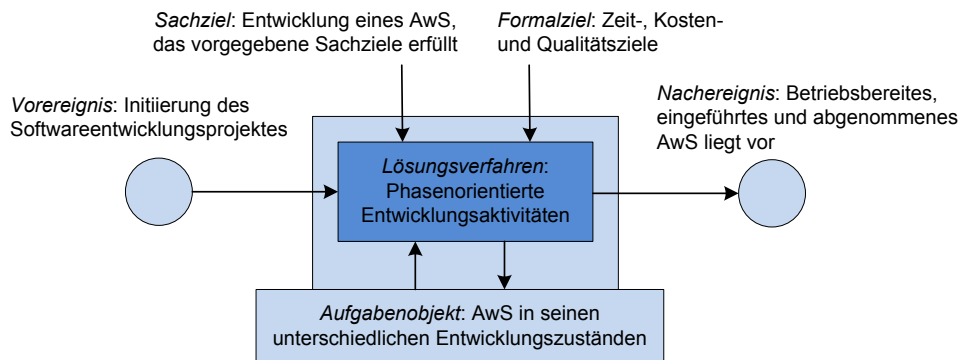 Sachziel: Entwicklung eines AwS,
das vorgegebene Sachziele erfüllt
Formalziel: Zeit-, Kosten-
und Qualitätsziele
Vorereignis: Initiierung des
Softwareentwicklungsprojektes
Nachereignis: Betriebsbereites,
eingeführtes und abgenommenes
AwS liegt vor
Lösungsverfahren:
Phasenorientierte
Entwicklungsaktivitäten
Aufgabenobjekt: AwS in seinen
unterschiedlichen Entwicklungszuständen